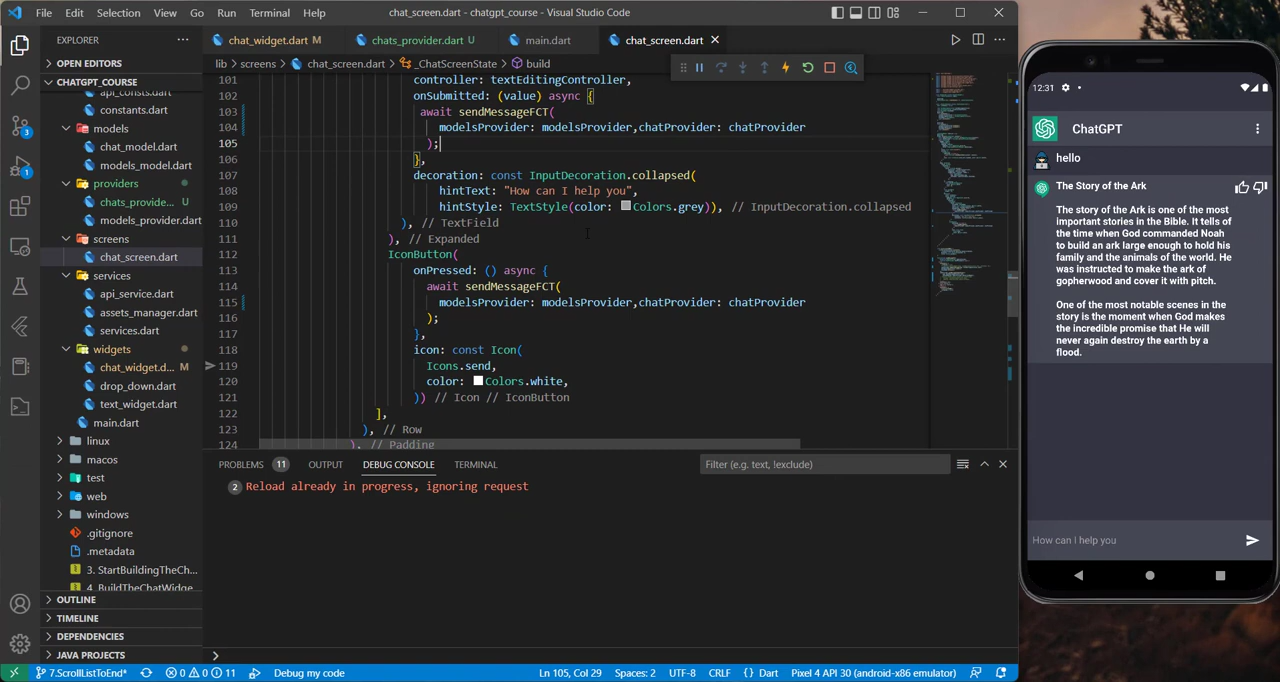 File Edit Selection View Go Run Terminal Help
chat_screen.dart - chatgpt_course - Visual Studio Code
EXPLORER
OPEN EDITORS
CHATGPT_COURSE
api_consts.dart
constants.dart
models
chat_model.dart
models_model.dart
providers
chats_provide...
models_provider.dart
screens
chat_screen.dart
services
api_service.dart
assets_manager.dart
services.dart
widgets
chat_widget.d... M
drop_down.dart
text_widget.dart
main.dart
linux
macos
test
web
windows
.gitignore
.metadata
3. StartBuildingTheCh...
4. BuildTheChatWidge
OUTLINE
TIMELINE
DEPENDENCIES
JAVA PROJECTS
3
1
chat_widget.dart M
chats_provider.dart U
main.dart
chat_screen.dart
lib > screens > chat_screen.dart > _ChatScreenState > build
101 controller: textEditingController,
102 onSubmitted: (value) async {
103 await sendMessageFCT(
104 modelsProvider: modelsProvider,chatProvider: chatProvider
105 );
106 },
107 decoration: const InputDecoration.collapsed(
108 hintText: "How can I help you",
109 hintStyle: TextStyle(color: Colors.grey)), // InputDecoration.collapsed
110 ), // TextField
111 ), // Expanded
112 IconButton(
113 onPressed: () async {
114 await sendMessageFCT(
115 modelsProvider: modelsProvider,chatProvider: chatProvider
116 );
117 },
118 icon: const Icon(
119 Icons.send,
120 color: Colors.white,
121 )) // Icon // IconButton
122 ],
123 ), // Row
124 ), // Padding
PROBLEMS 11 OUTPUT DEBUG CONSOLE TERMINAL
Filter (e.g. text, !exclude)
2 Reload already in progress, ignoring request
7.ScrollListToEnd* 0 0 11 Debug my code
Ln 105, Col 29 Spaces: 2 UTF-8 CRLF {} Dart Pixel 4 API 30 (android-x86 emulator)
12:31
ChatGPT
hello
The Story of the Ark
The story of the Ark is one of the most
important stories in the Bible. It tells of
the time when God commanded Noah
to build an ark large enough to hold his
family and the animals of the world. He
was instructed to make the ark of
gopherwood and cover it with pitch.
One of the most notable scenes in the
story is the moment when God makes
the incredible promise that He will
never again destroy the earth by a
flood.
How can I help you